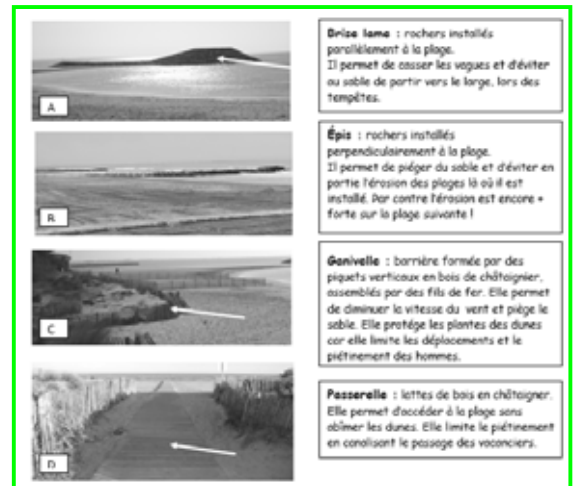 A
Brise lame : rochers installés
parallèlement à la plage.
Il permet de casser les vagues et d'éviter
au sable de partir vers le large, lors des
tempêtes.
B
Épis : rochers installés
perpendiculairement à la plage.
Il permet de piéger du sable et d'éviter en
partie l'érosion des plages là où il est
installé. Par contre l'érosion est encore +
forte sur la plage suivante !
C
Ganivelle : barrière formée par des
piquets verticaux en bois de châtaignier,
assemblés par des fils de fer. Elle permet
de diminuer la vitesse du vent et piège le
sable. Elle protége les plantes des dunes
car elle limite les déplacements et le
piétinement des hommes.
D
Passerelle : lattes de bois en châtaigner.
Elle permet d'accéder à la plage sans
abîmer les dunes. Elle limite le piétinement
en canalisant le passage des vacanciers.